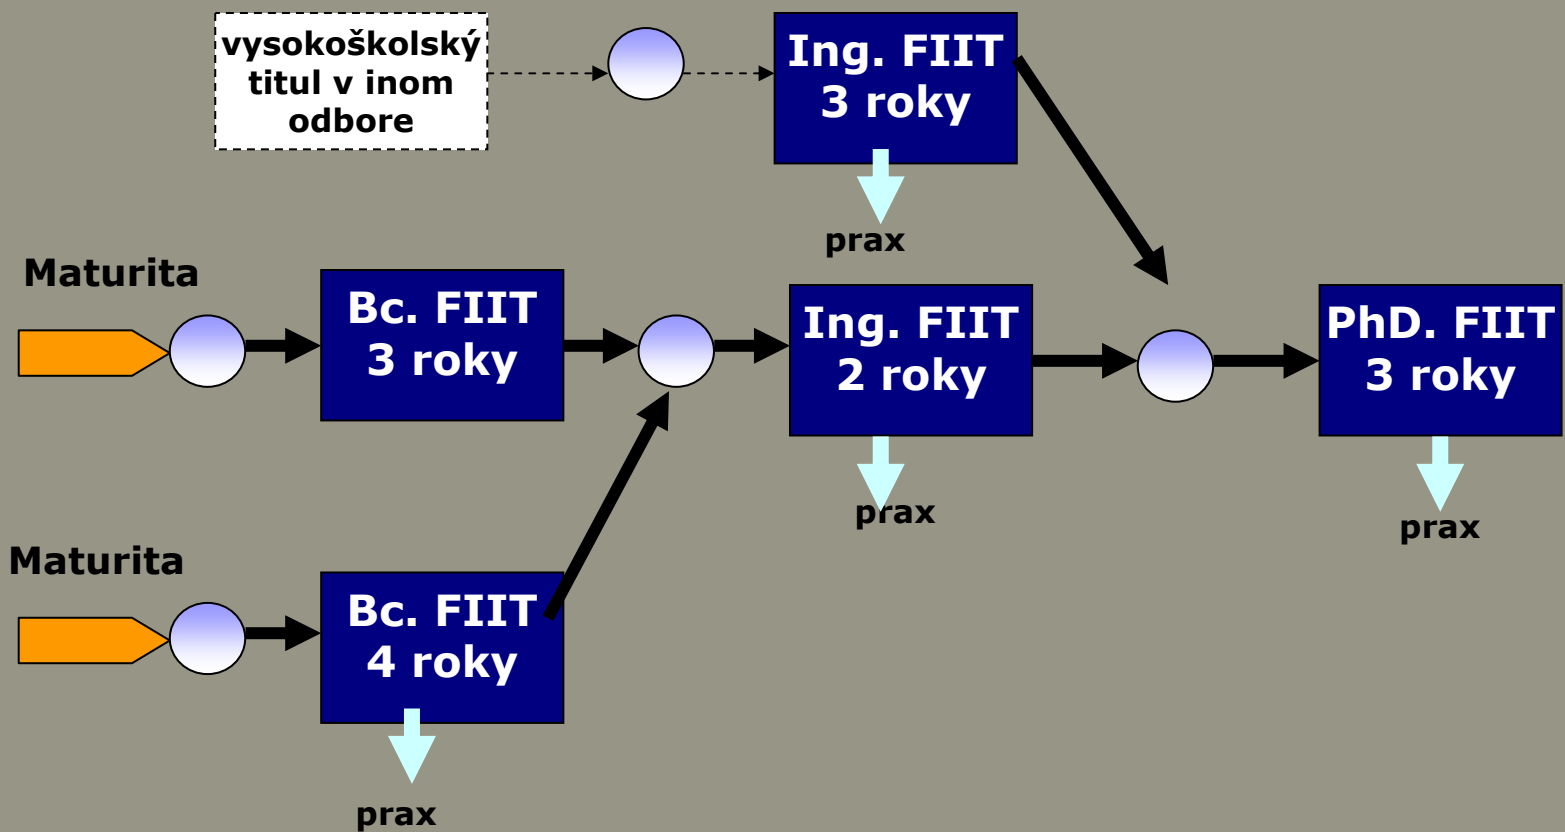 vysokoškolský
titul v inom
odbore
Ing. FIIT
3 roky
prax
Maturita
Bc. FIIT
3 roky
Ing. FIIT
2 roky
prax
PhD. FIIT
3 roky
prax
Maturita
Bc. FIIT
4 roky
prax